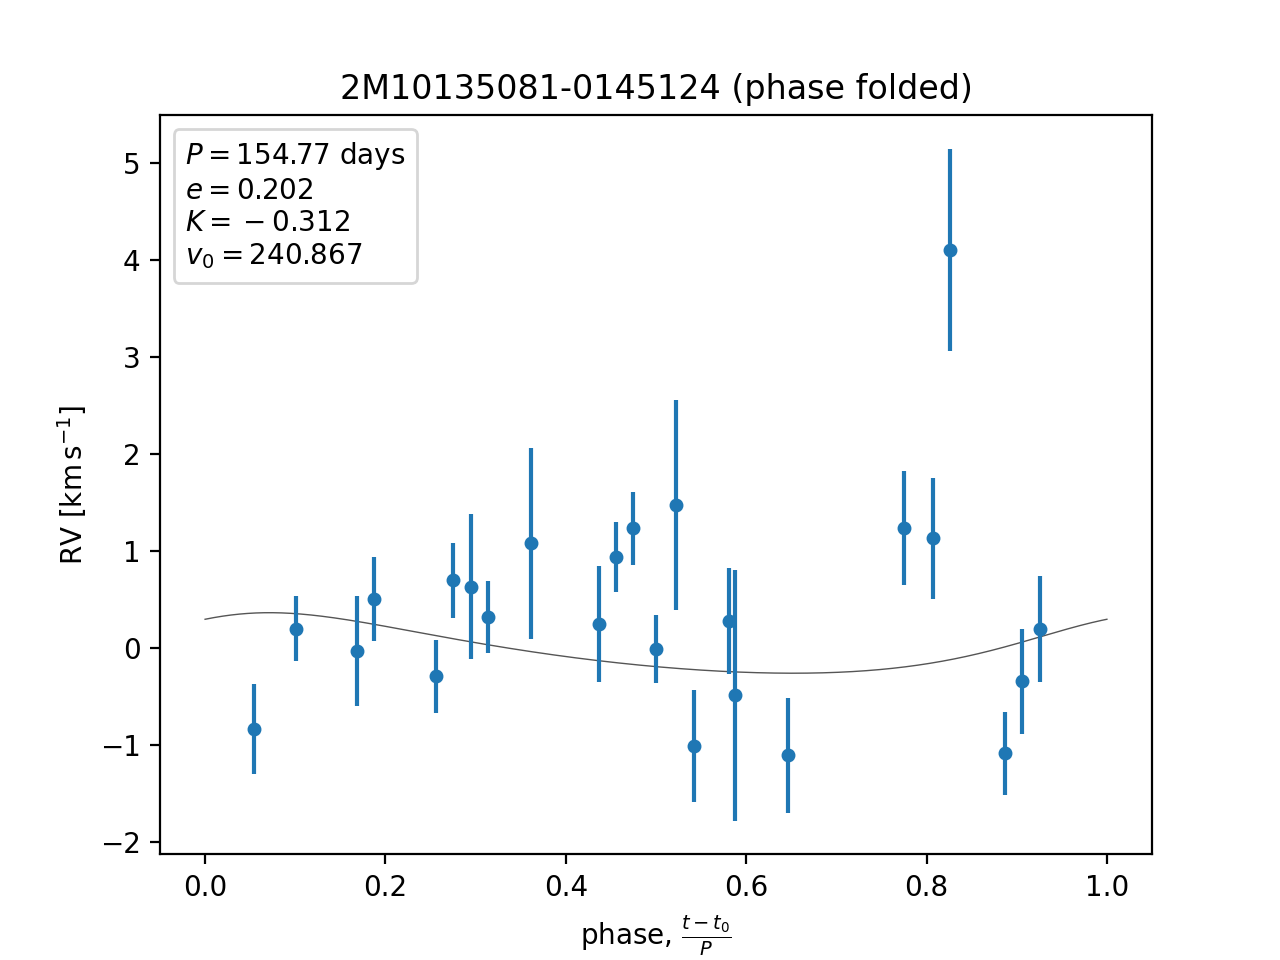 2M10135081-0145124 (phase folded)
P = 154.77 days
e = 0.202
K = −0.312
v₀ = 240.867
5
4
3
2
1
0
−1
−2
RV [km s⁻¹]
0.0 0.2 0.4 0.6 0.8 1.0
phase, (t − t₀)/P